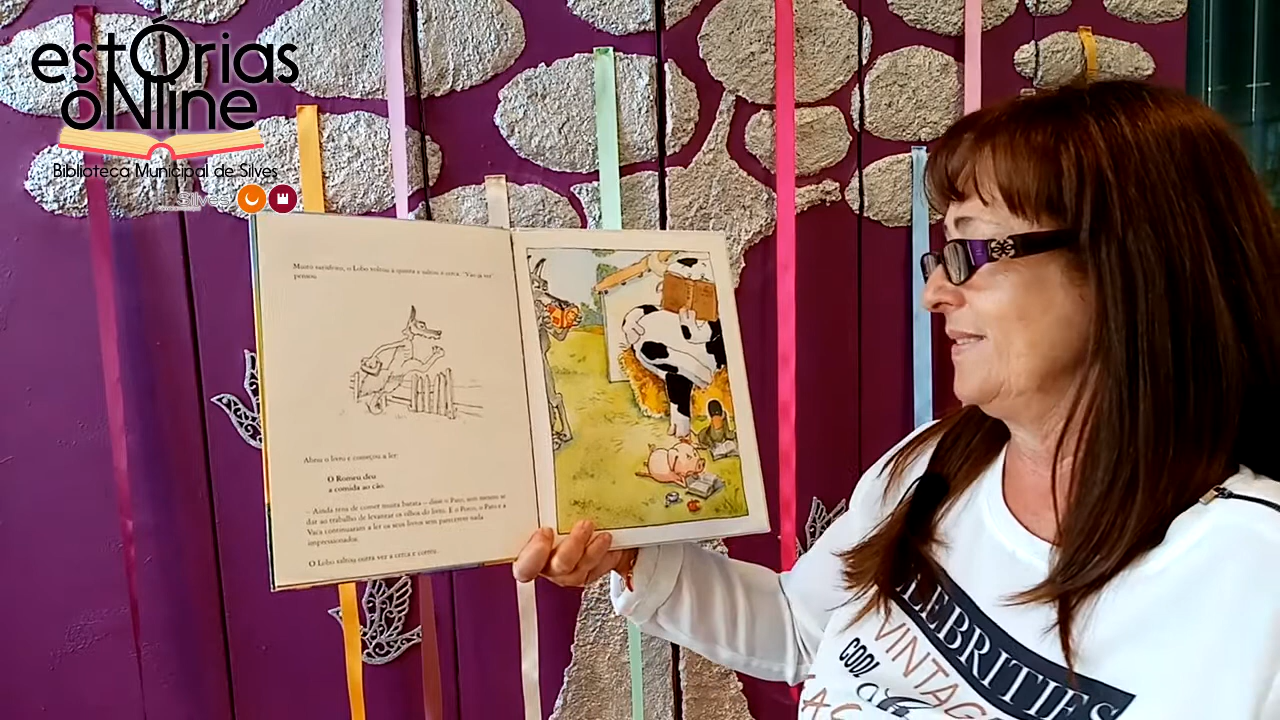 estÓrias
oNline
Biblioteca Municipal de Silves
Silves
Muito satisfeito, o Lobo voltou à quinta e saltou a cerca. "Vão já ver"
pensou.
Abriu o livro e começou a ler:
O Romeu deu
a comida ao cão.
– Ainda tens de comer muita batata – disse o Pato, sem mesmo se
dar ao trabalho de levantar os olhos do livro. E o Porco, o Pato e a
Vaca continuaram a ler os seus livros sem parecerem nada
impressionados.
O Lobo saltou outra vez a cerca e correu.
LEBRITIES
VINTAG
COOL